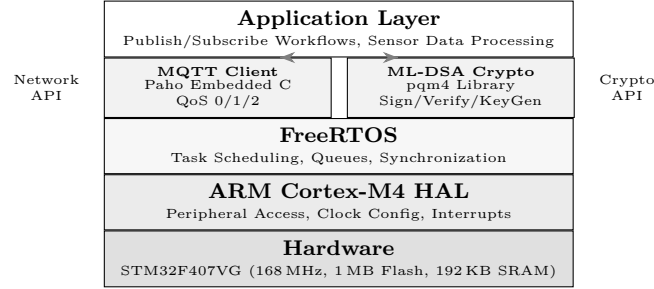 Application Layer
Publish/Subscribe Workflows, Sensor Data Processing
Network
API
MQTT Client
Paho Embedded C
QoS 0/1/2
ML-DSA Crypto
pqm4 Library
Sign/Verify/KeyGen
Crypto
API
FreeRTOS
Task Scheduling, Queues, Synchronization
ARM Cortex-M4 HAL
Peripheral Access, Clock Config, Interrupts
Hardware
STM32F407VG (168 MHz, 1 MB Flash, 192 KB SRAM)